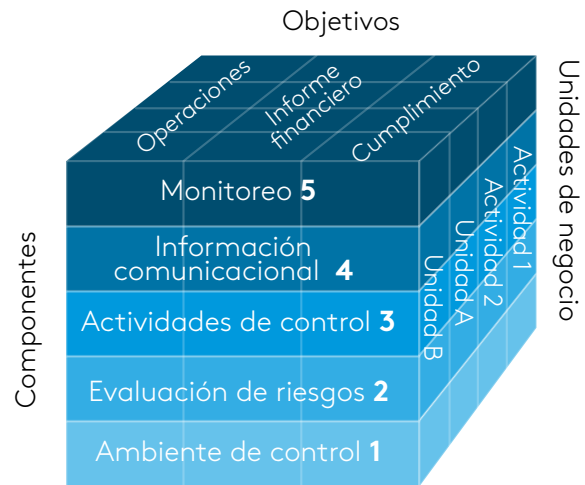 Objetivos
Operaciones
Informe
financiero
Cumplimiento
Unidades de negocio
Componentes
Monitoreo 5
Información
comunicacional 4
Actividades de control 3
Evaluación de riesgos 2
Ambiente de control 1
Unidad B
Unidad A
Actividad 2
Actividad 1